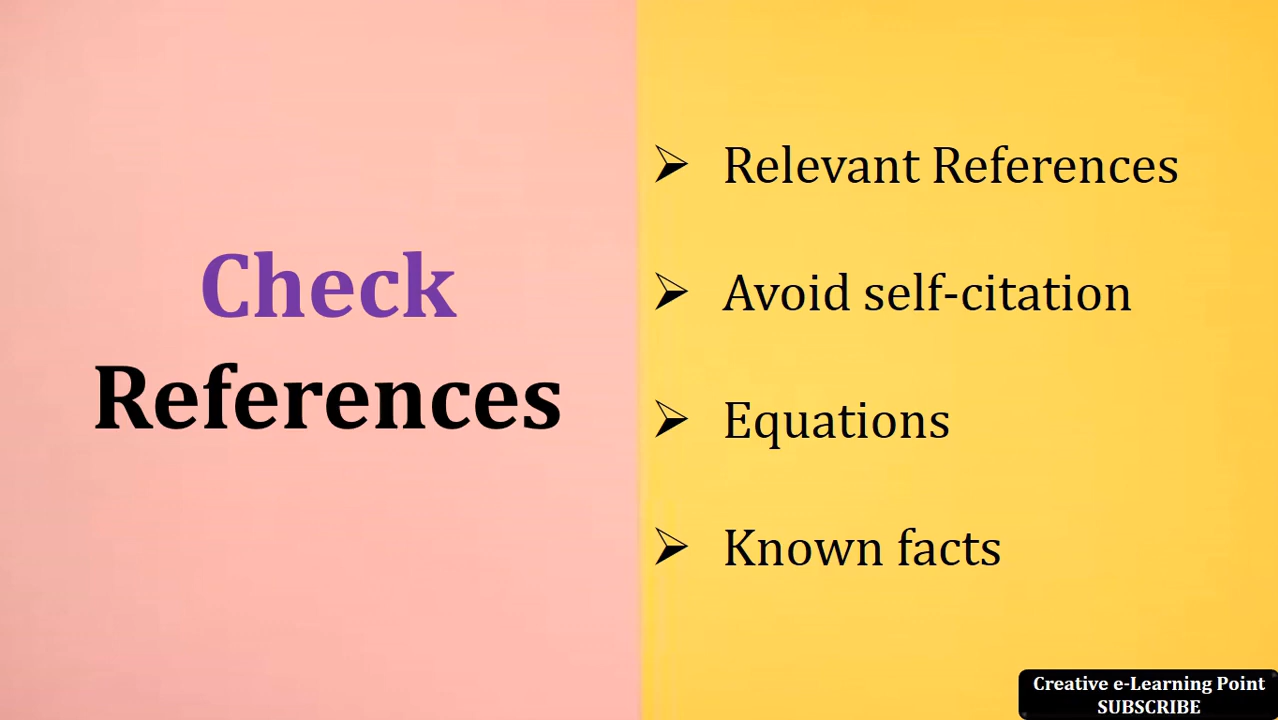 Check
References
Relevant References
Avoid self-citation
Equations
Known facts
Creative e-Learning Point
SUBSCRIBE